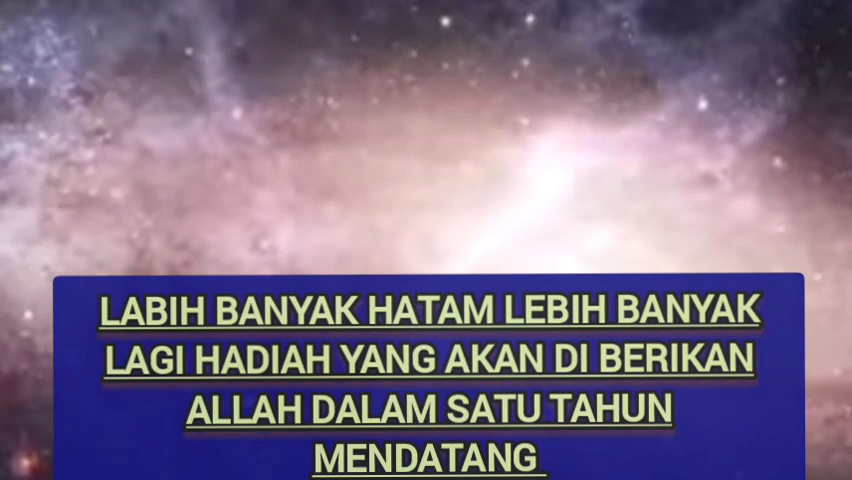 LABIH BANYAK HATAM LEBIH BANYAK
LAGI HADIAH YANG AKAN DI BERIKAN
ALLAH DALAM SATU TAHUN
MENDATANG